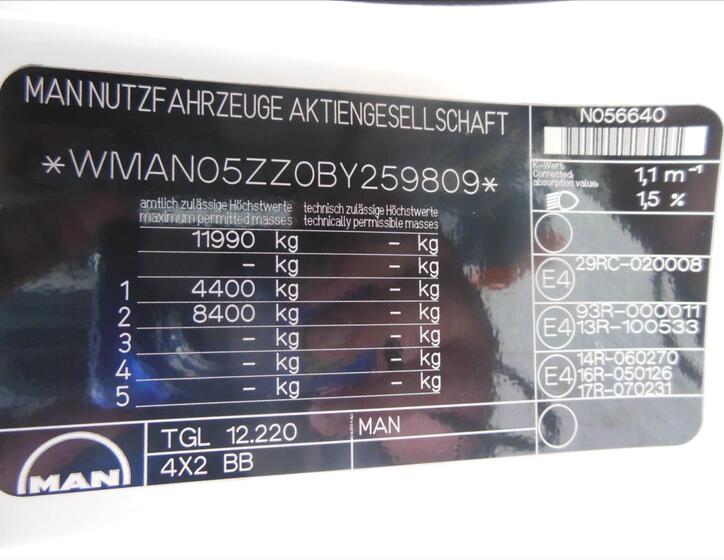 MAN NUTZFAHRZEUGE AKTIENGESELLSCHAFT
*WMAN05ZZ0BY259809*
amtlich zulässige Höchstwerte
maximum permitted masses
technisch zulässige Höchstwerte
technically permissible masses
11990 kg - kg
- kg - kg
1 4400 kg - kg
2 8400 kg - kg
3 - kg - kg
4 - kg - kg
5 - kg - kg
TGL 12.220
4X2 BB
MAN
MAN
N056640
K-Wert
Corrected
absorption value:
1,1 m⁻¹
1,5 %
E4 29RC-020008
E4 93R-000011
13R-100533
E4 14R-060270
16R-050126
17R-070231